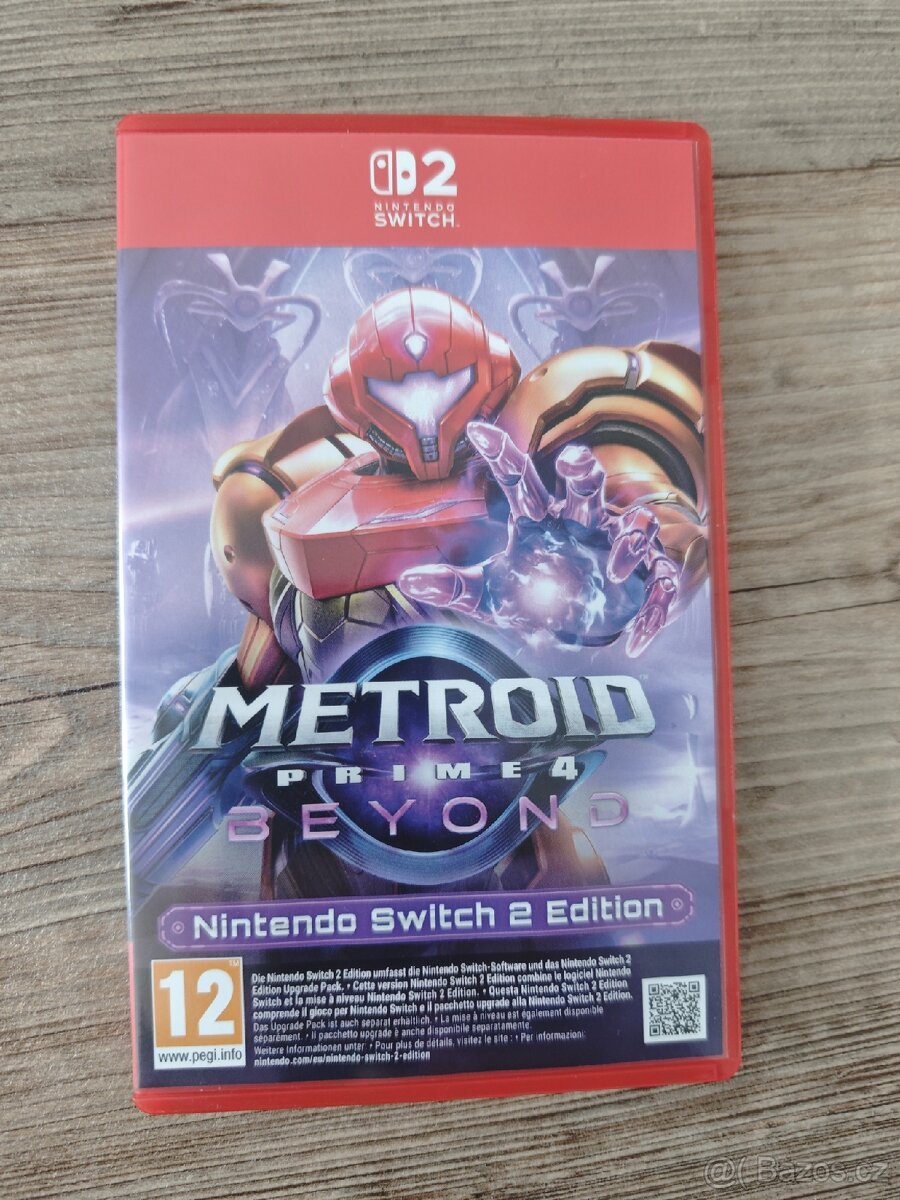 2
NINTENDO
SWITCH™
METROID™
PRIME 4
BEYOND
Nintendo Switch 2 Edition
12
www.pegi.info
Die Nintendo Switch 2 Edition umfasst die Nintendo Switch-Software und das Nintendo Switch 2
Edition Upgrade Pack. • Cette version Nintendo Switch 2 Edition combine le logiciel Nintendo
Switch et la mise à niveau Nintendo Switch 2 Edition. • Questa Nintendo Switch 2 Edition
comprende il gioco per Nintendo Switch e il pacchetto upgrade alla Nintendo Switch 2 Edition.
Das Upgrade Pack ist auch separat erhältlich. • La mise à niveau est également disponible
séparément. • Il pacchetto upgrade è anche disponibile separatamente.
Weitere Informationen unter: • Pour plus de détails, visitez le site : • Per informazioni:
nintendo.com/eu/nintendo-switch-2-edition
@( Bazos.cz